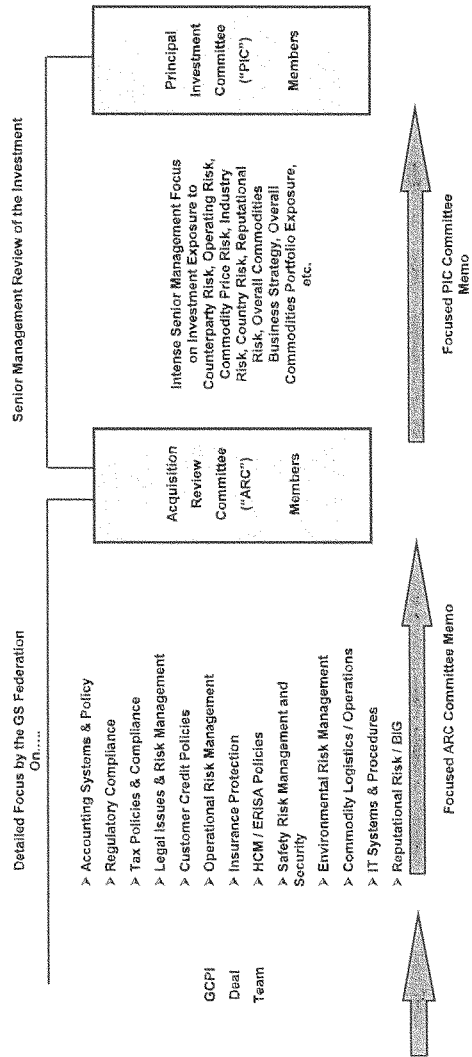 Detailed Focus by the GS Federation
On.....
GCPI
Deal
Team
➢ Accounting Systems & Policy
➢ Regulatory Compliance
➢ Tax Policies & Compliance
➢ Legal Issues & Risk Management
➢ Customer Credit Policies
➢ Operational Risk Management
➢ Insurance Protection
➢ HCM / ERISA Policies
➢ Safety Risk Management and
Security
➢ Environmental Risk Management
➢ Commodity Logistics / Operations
➢ IT Systems & Procedures
➢ Reputational Risk / BIG
Focused ARC Committee Memo
Acquisition
Review
Committee
("ARC")
Members
Senior Management Review of the Investment
Intense Senior Management Focus
on Investment Exposure to
Counterparty Risk, Operating Risk,
Commodity Price Risk, Industry
Risk, Country Risk, Reputational
Risk, Overall Commodities
Business Strategy, Overall
Commodities Portfolio Exposure,
etc.
Focused PIC Committee
Memo
Principal
Investment
Committee
("PIC")
Members